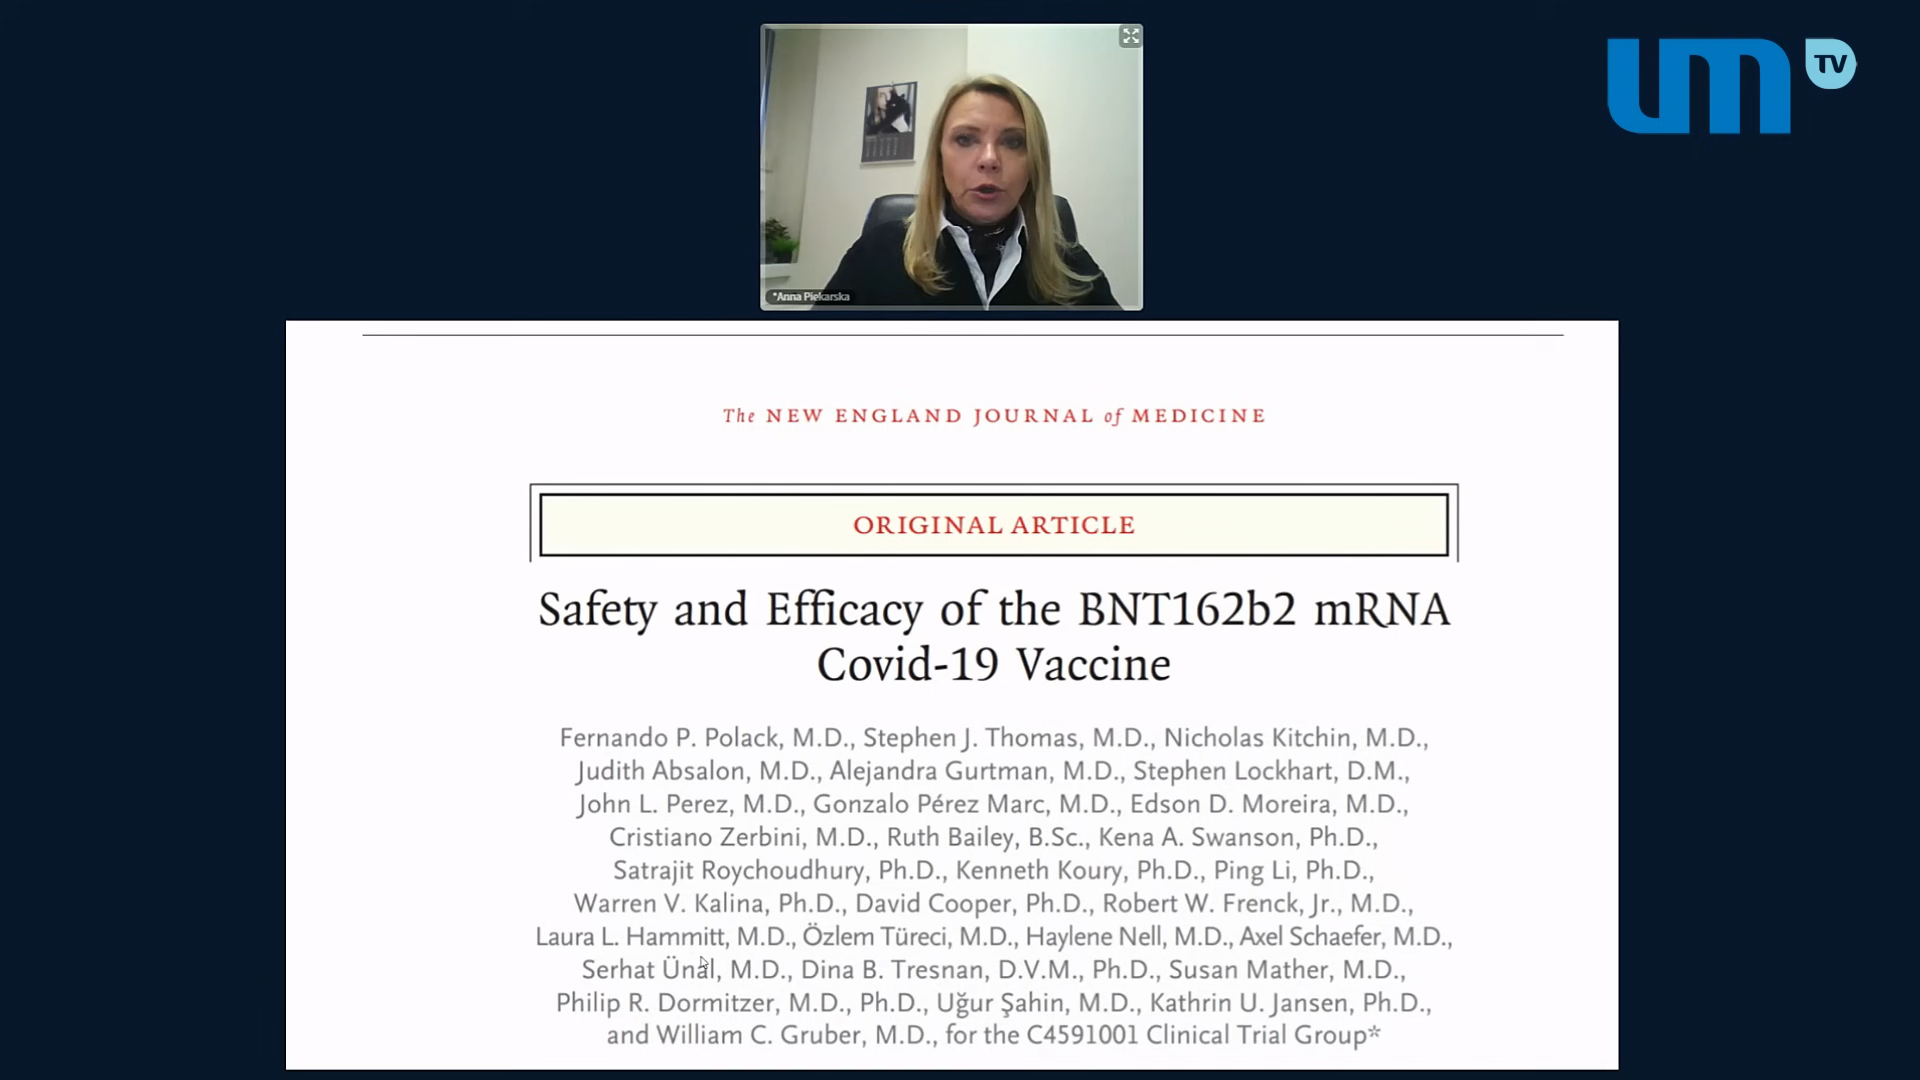 um TV
*Anna Piekarska
The NEW ENGLAND JOURNAL of MEDICINE
ORIGINAL ARTICLE
Safety and Efficacy of the BNT162b2 mRNA
Covid-19 Vaccine
Fernando P. Polack, M.D., Stephen J. Thomas, M.D., Nicholas Kitchin, M.D.,
Judith Absalon, M.D., Alejandra Gurtman, M.D., Stephen Lockhart, D.M.,
John L. Perez, M.D., Gonzalo Pérez Marc, M.D., Edson D. Moreira, M.D.,
Cristiano Zerbini, M.D., Ruth Bailey, B.Sc., Kena A. Swanson, Ph.D.,
Satrajit Roychoudhury, Ph.D., Kenneth Koury, Ph.D., Ping Li, Ph.D.,
Warren V. Kalina, Ph.D., David Cooper, Ph.D., Robert W. Frenck, Jr., M.D.,
Laura L. Hammitt, M.D., Özlem Türeci, M.D., Haylene Nell, M.D., Axel Schaefer, M.D.,
Serhat Ünal, M.D., Dina B. Tresnan, D.V.M., Ph.D., Susan Mather, M.D.,
Philip R. Dormitzer, M.D., Ph.D., Uğur Şahin, M.D., Kathrin U. Jansen, Ph.D.,
and William C. Gruber, M.D., for the C4591001 Clinical Trial Group*